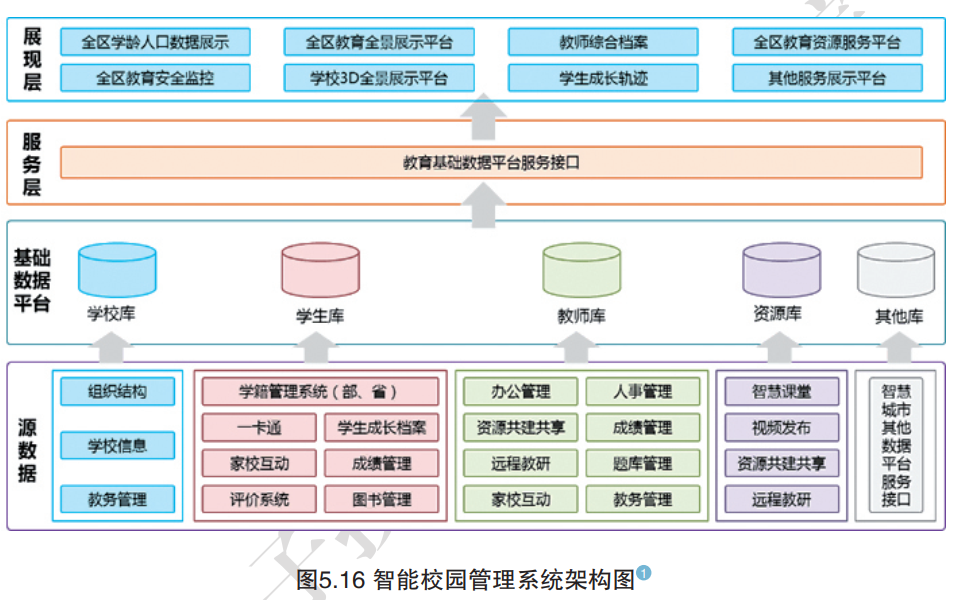 展现层
全区学龄人口数据展示
全区教育全景展示平台
教师综合档案
全区教育资源服务平台
全区教育安全监控
学校3D全景展示平台
学生成长轨迹
其他服务展示平台
服务层
教育基础数据平台服务接口
基础数据平台
学校库
学生库
教师库
资源库
其他库
源数据
组织结构
学校信息
教务管理
学籍管理系统（部、省）
一卡通
学生成长档案
家校互动
成绩管理
评价系统
图书管理
办公管理
人事管理
资源共建共享
成绩管理
远程教研
题库管理
家校互动
教务管理
智慧课堂
视频发布
资源共建共享
远程教研
智慧城市其他数据平台服务接口
图5.16 智能校园管理系统架构图1